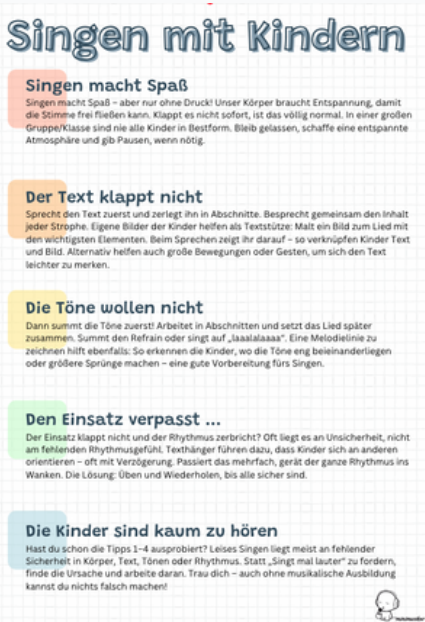 Singen mit Kindern
Singen macht Spaß
Singen macht Spaß – aber nur ohne Druck! Unser Körper braucht Entspannung, damit
die Stimme frei fließen kann. Klappt es nicht sofort, ist das völlig normal. In einer großen
Gruppe/Klasse sind nie alle Kinder in Bestform. Bleib gelassen, schaffe eine entspannte
Atmosphäre und gib Pausen, wenn nötig.
Der Text klappt nicht
Sprecht den Text zuerst und zerlegt ihn in Abschnitte. Besprecht gemeinsam den Inhalt
jeder Strophe. Eigene Bilder der Kinder helfen als Textstütze: Malt ein Bild zum Lied mit
den wichtigsten Elementen. Beim Sprechen zeigt ihr darauf – so verknüpfen Kinder Text
und Bild. Alternativ helfen auch große Bewegungen oder Gesten, um sich den Text
leichter zu merken.
Die Töne wollen nicht
Dann summt die Töne zuerst! Arbeitet in Abschnitten und setzt das Lied später
zusammen. Summt den Refrain oder singt auf „laaalalaaaa“. Eine Melodielinie zu
zeichnen hilft ebenfalls: So erkennen die Kinder, wo die Töne eng beieinanderliegen
oder größere Sprünge machen – eine gute Vorbereitung fürs Singen.
Den Einsatz verpasst ...
Der Einsatz klappt nicht und der Rhythmus zerbricht? Oft liegt es an Unsicherheit, nicht
am fehlenden Rhythmusgefühl. Texthänger führen dazu, dass Kinder sich an anderen
orientieren – oft mit Verzögerung. Passiert das mehrfach, gerät der ganze Rhythmus ins
Wanken. Die Lösung: Üben und Wiederholen, bis alle sicher sind.
Die Kinder sind kaum zu hören
Hast du schon die Tipps 1–4 ausprobiert? Leises Singen liegt meist an fehlender
Sicherheit in Körper, Text, Tönen oder Rhythmus. Statt „Singt mal lauter“ zu fordern,
finde die Ursache und arbeite daran. Trau dich – auch ohne musikalische Ausbildung
kannst du nichts falsch machen!